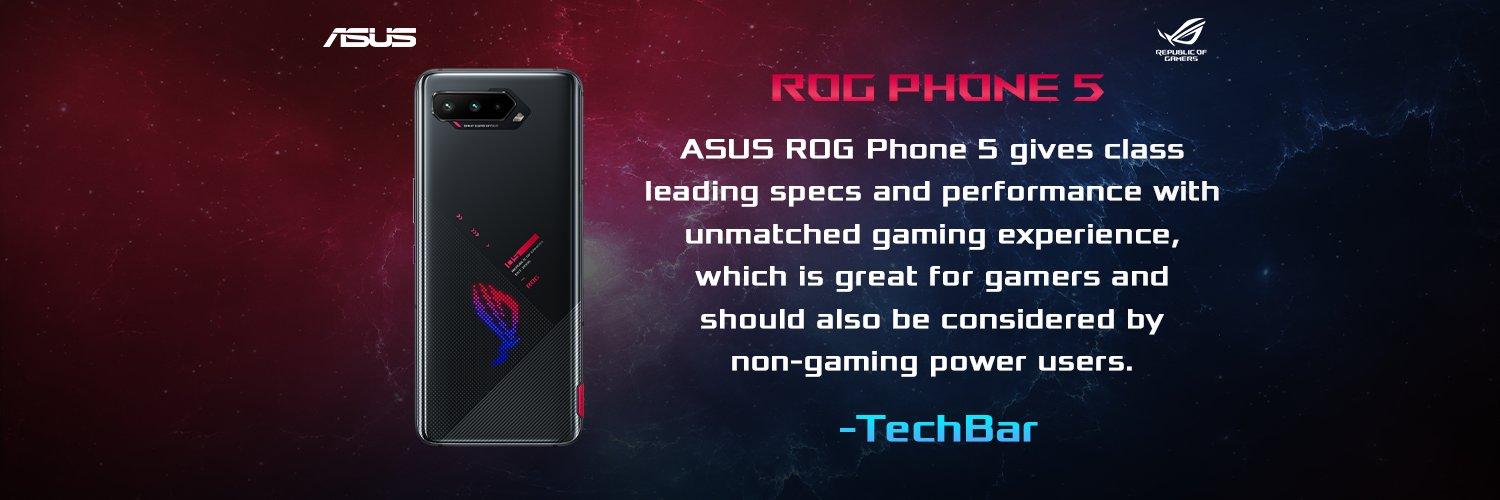 ASUS
REPUBLIC OF
GAMERS
ROG PHONE 5
ASUS ROG Phone 5 gives class
leading specs and performance with
unmatched gaming experience,
which is great for gamers and
should also be considered by
non-gaming power users.
-TechBar
ROG